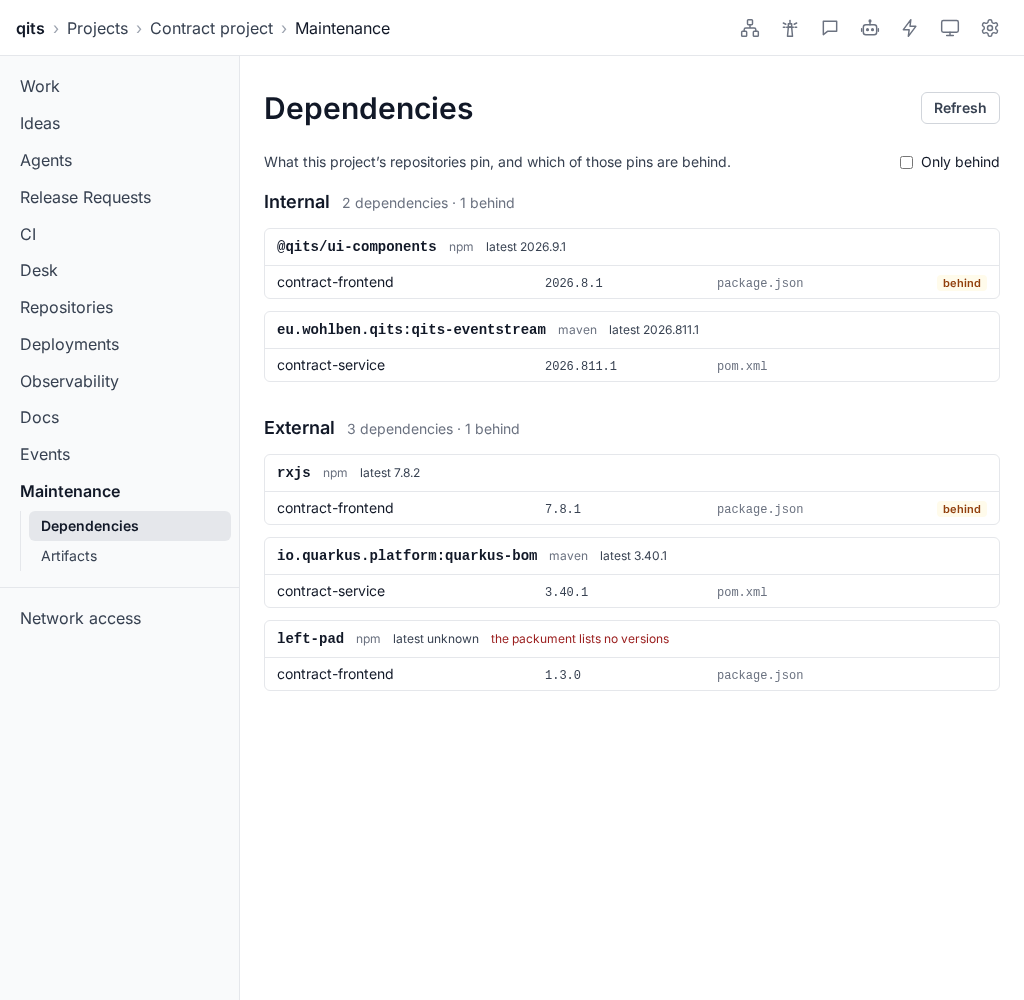 qits › Projects › Contract project › Maintenance
Work
Ideas
Agents
Release Requests
CI
Desk
Repositories
Deployments
Observability
Docs
Events
Maintenance
Dependencies
Artifacts
Network access
Dependencies
Refresh
What this project’s repositories pin, and which of those pins are behind.
Only behind
Internal 2 dependencies · 1 behind
@qits/ui-components npm latest 2026.9.1
contract-frontend 2026.8.1 package.json behind
eu.wohlben.qits:qits-eventstream maven latest 2026.811.1
contract-service 2026.811.1 pom.xml
External 3 dependencies · 1 behind
rxjs npm latest 7.8.2
contract-frontend 7.8.1 package.json behind
io.quarkus.platform:quarkus-bom maven latest 3.40.1
contract-service 3.40.1 pom.xml
left-pad npm latest unknown the packument lists no versions
contract-frontend 1.3.0 package.json